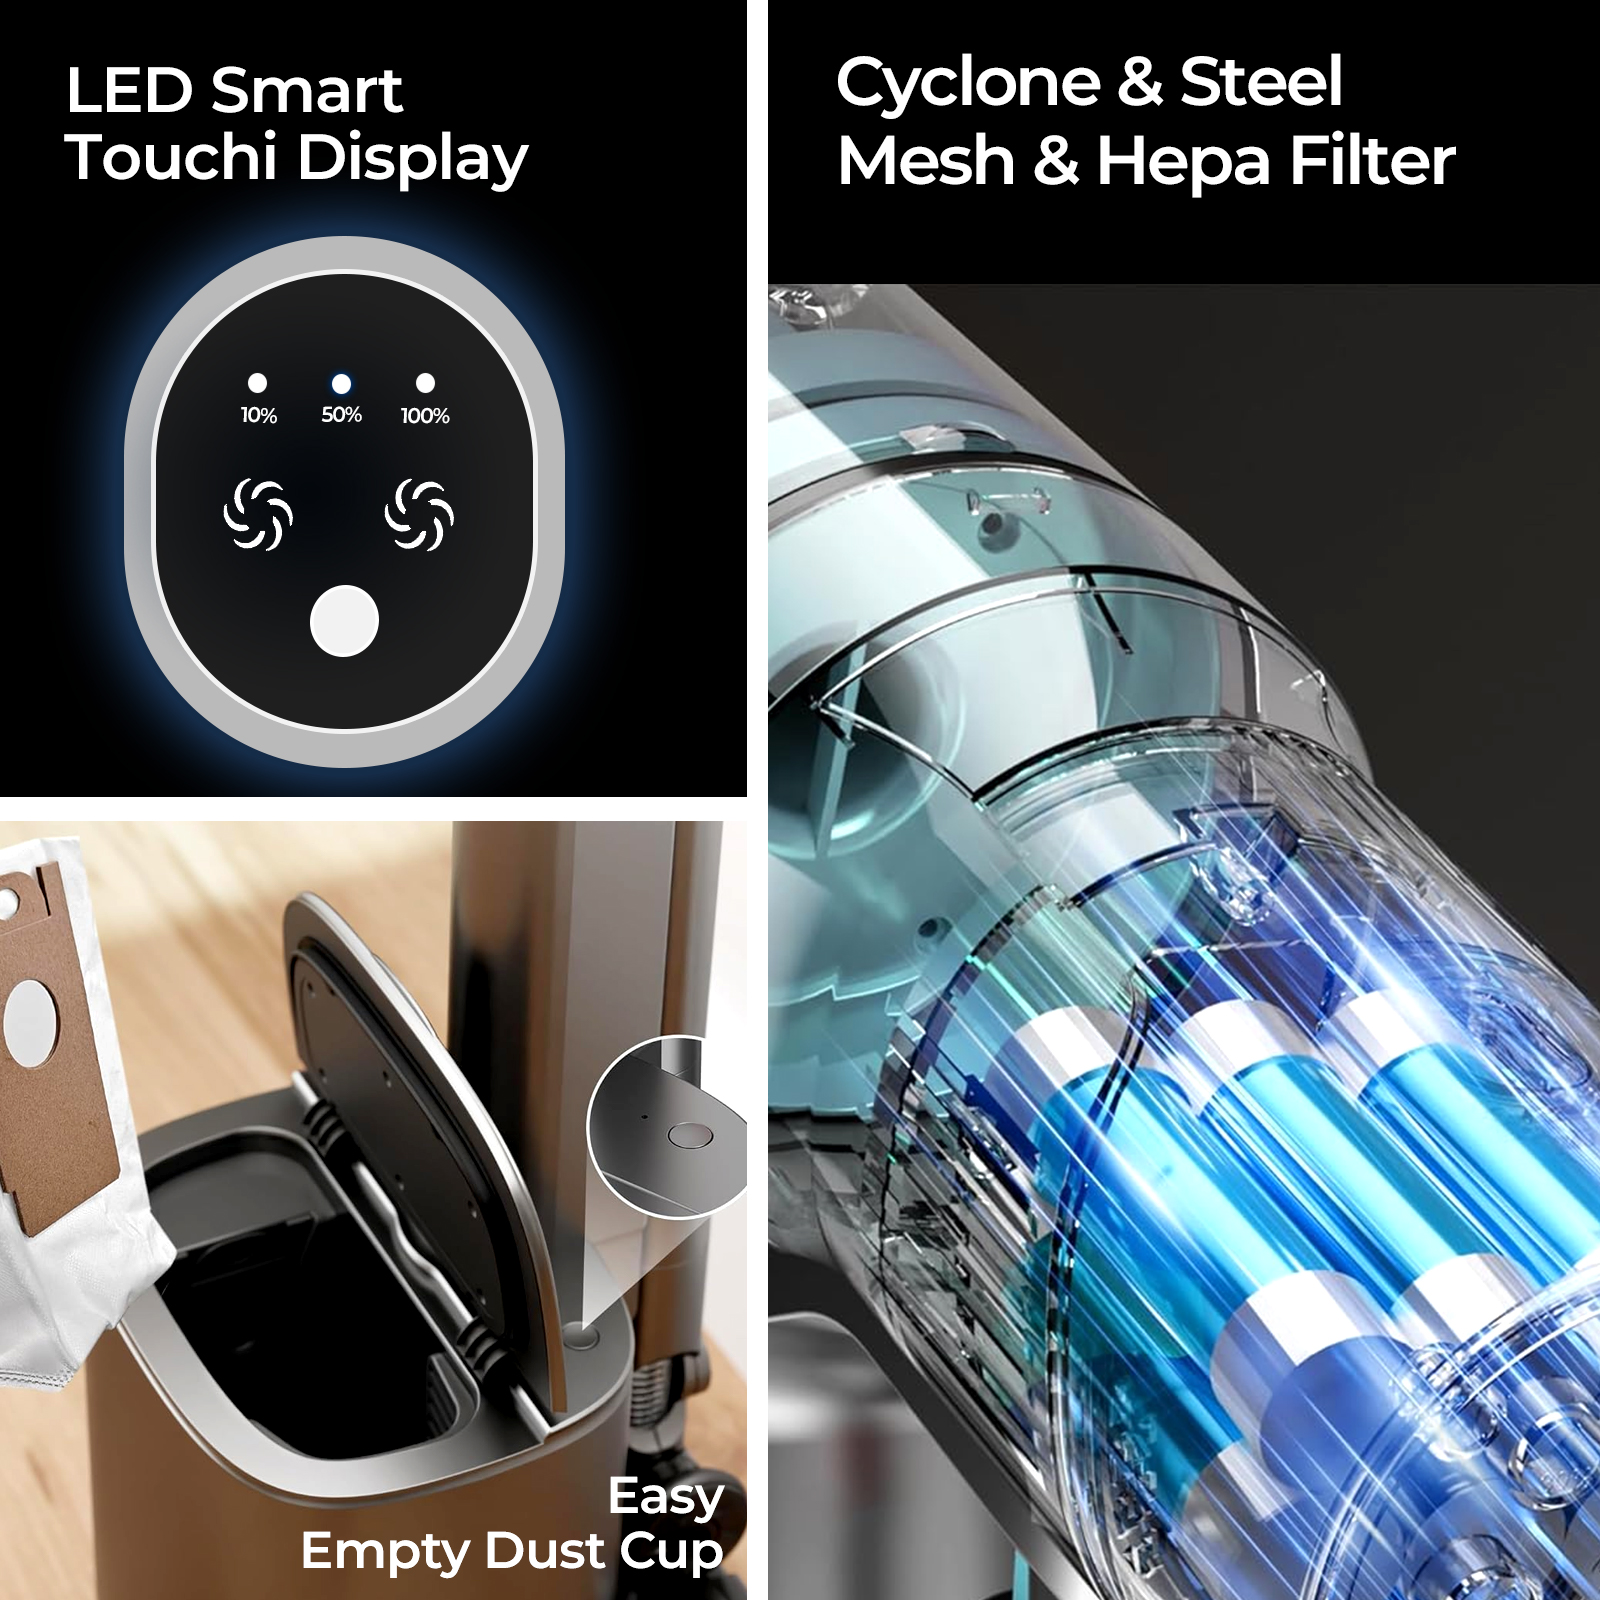 LED Smart
Touchi Display
10% 50% 100%
Cyclone & Steel
Mesh & Hepa Filter
Easy
Empty Dust Cup